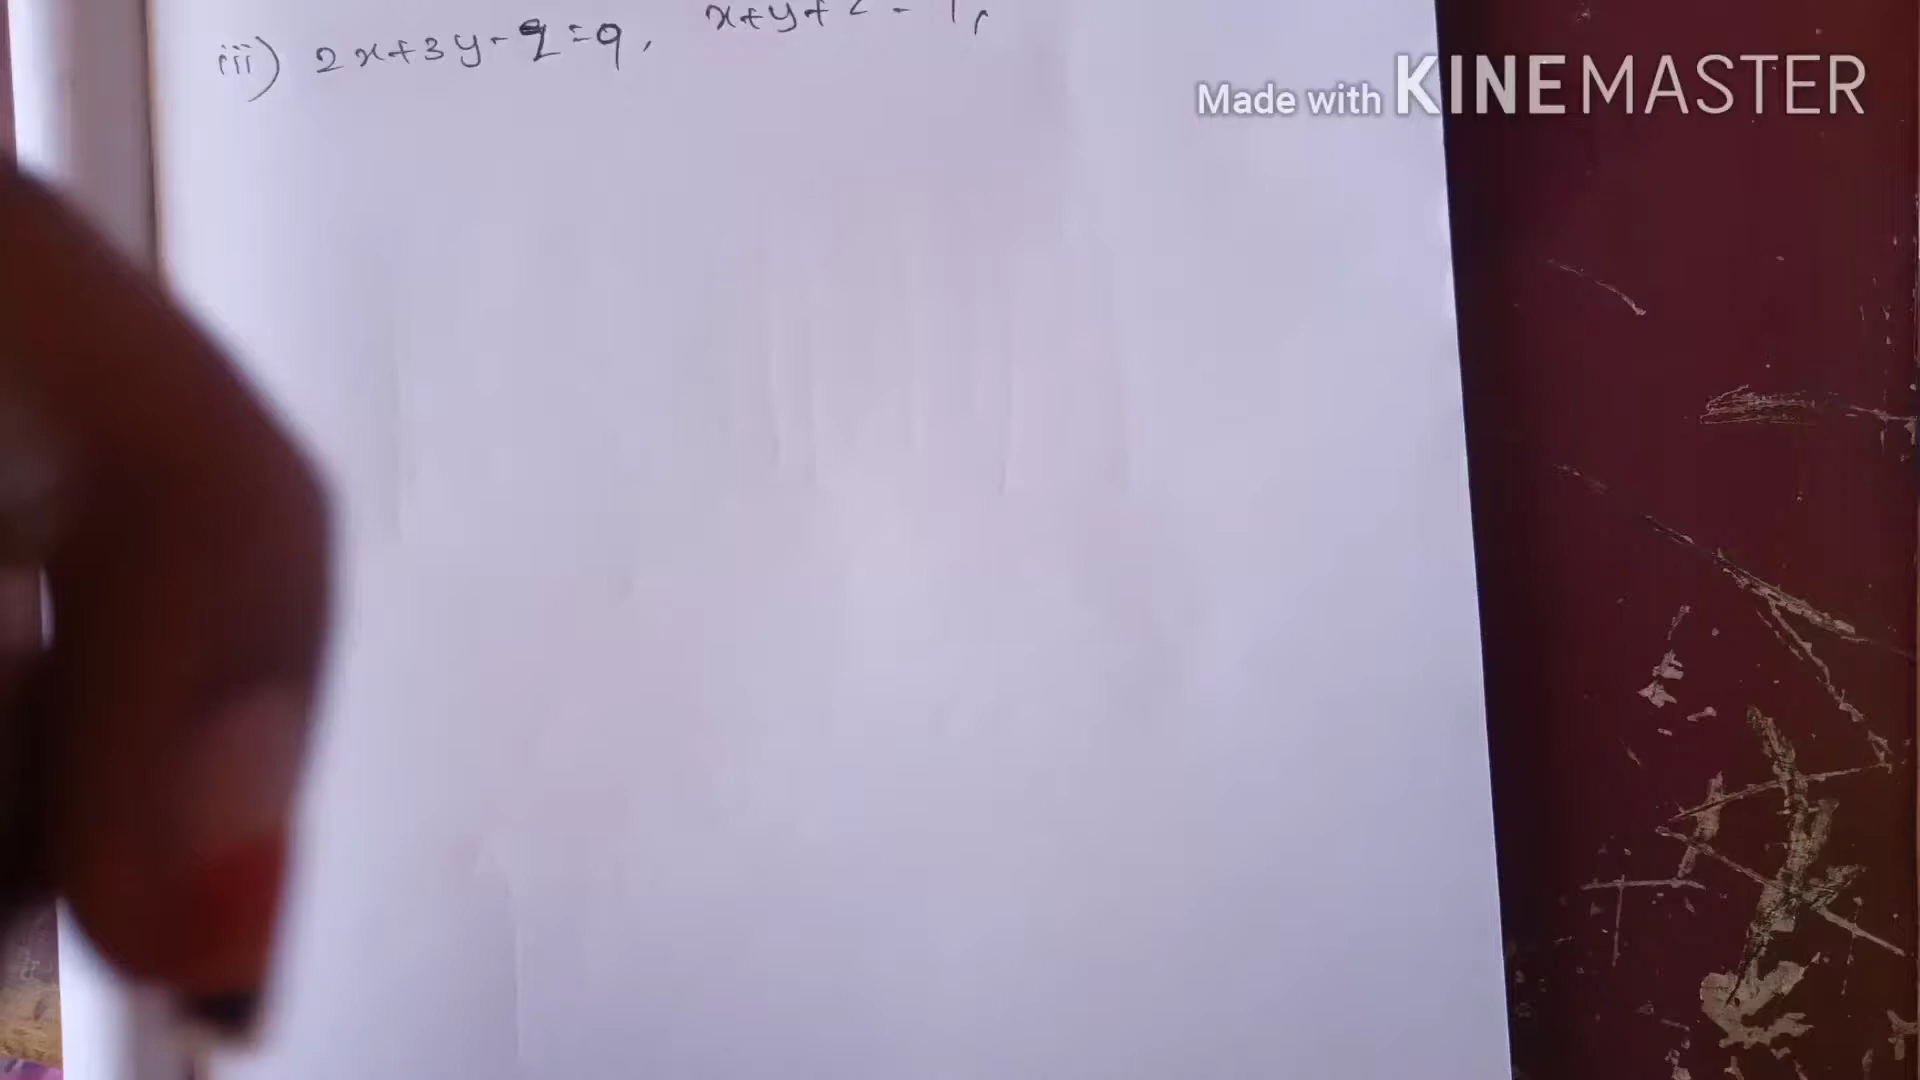 iii) 2x+3y-z=9, x+y+z =
Made with KINEMASTER